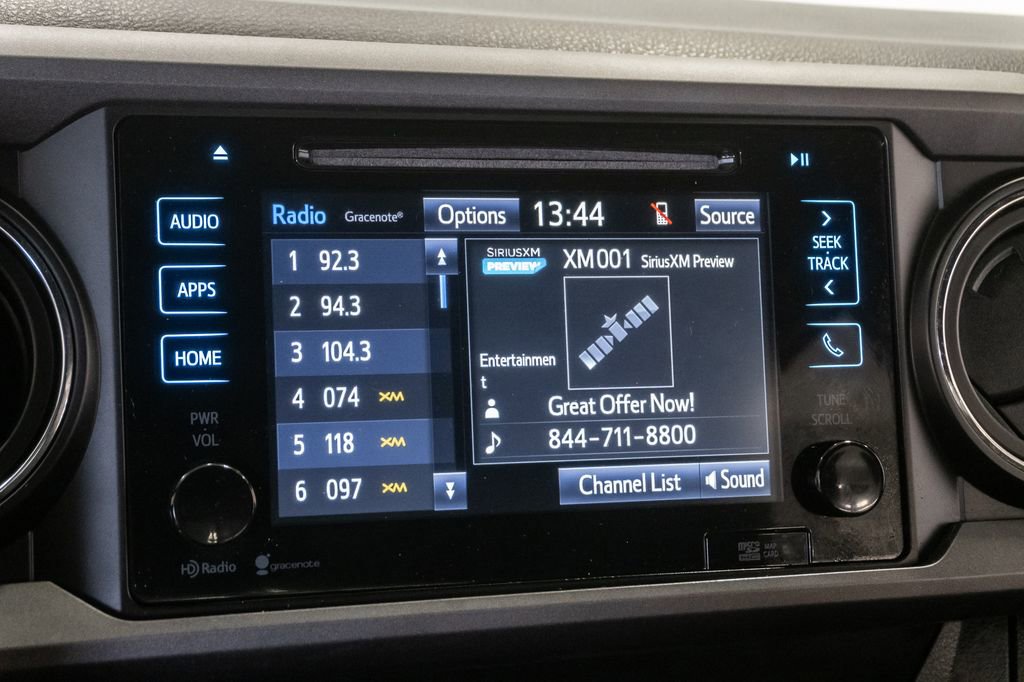 Radio Gracenote® Options 13:44 Source
AUDIO
APPS
HOME
PWR
VOL
1 92.3
2 94.3
3 104.3
4 074 XM
5 118 XM
6 097 XM
SIRIUSXM
PREVIEW
XM001 SiriusXM Preview
Entertainmen
t
Great Offer Now!
844-711-8800
Channel List
Sound
SEEK
TRACK
TUNE
SCROLL
HD Radio
gracenote
micro SD
MAP
CARD